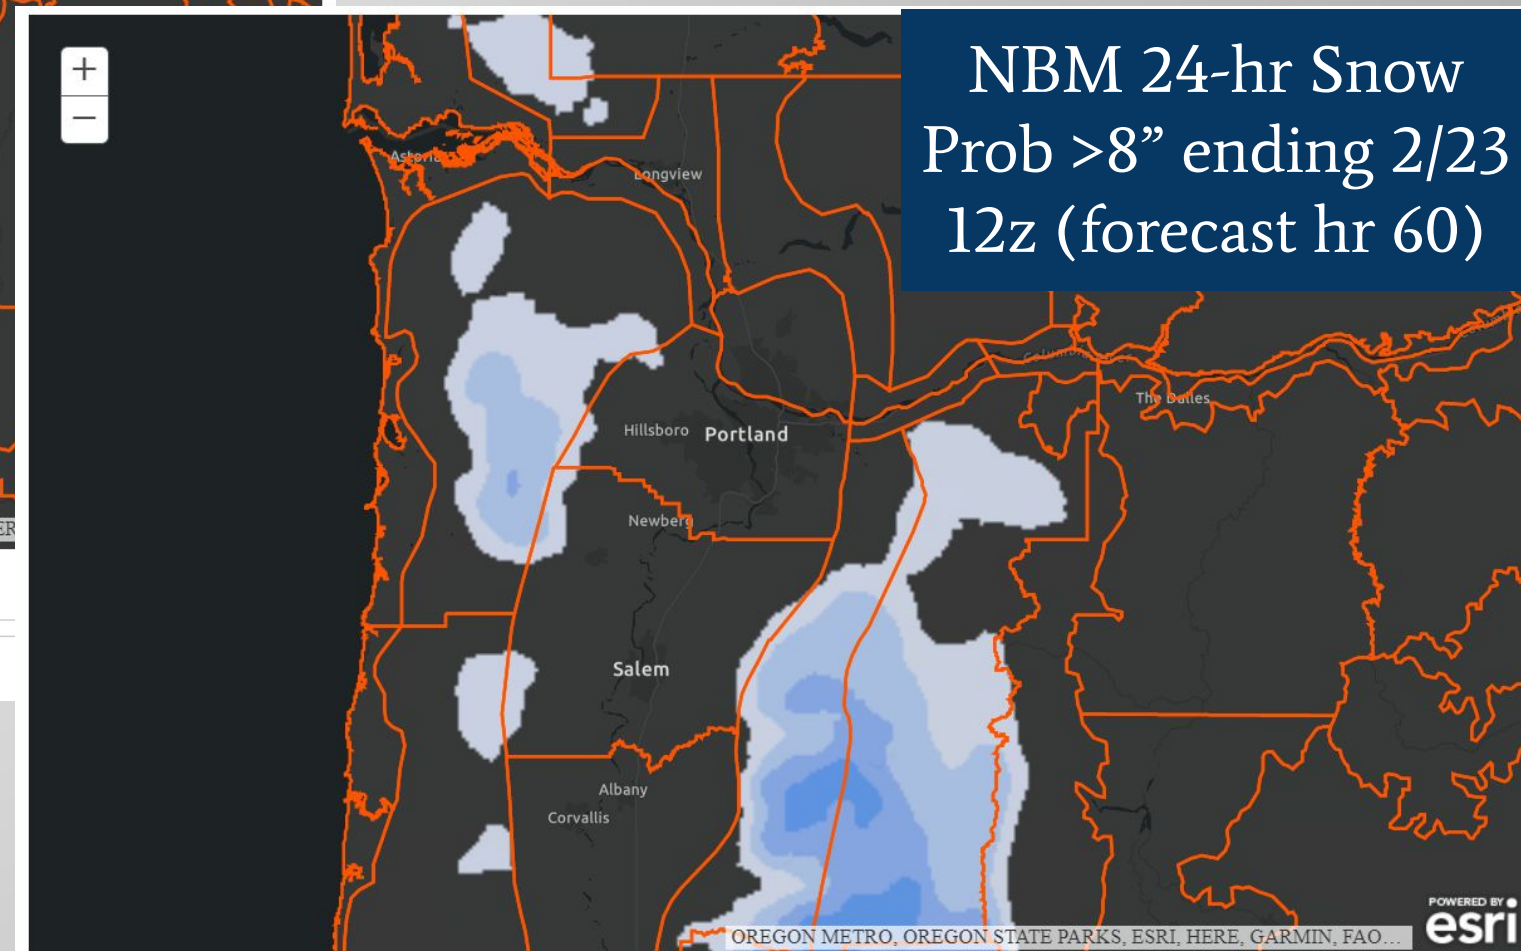 NBM 24-hr Snow
Prob >8” ending 2/23
12z (forecast hr 60)
+
−
Astoria
Longview
The Dalles
Hillsboro
Portland
Newberg
Salem
Albany
Corvallis
ER
POWERED BY
esri
OREGON METRO, OREGON STATE PARKS, ESRI, HERE, GARMIN, FAO…